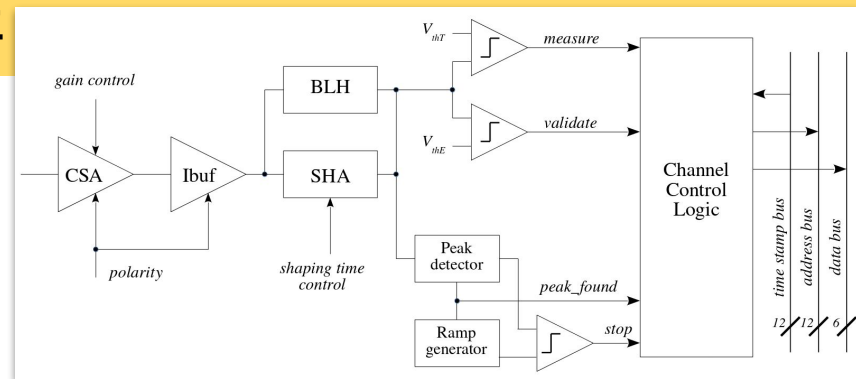 V_thT
measure
gain control
BLH
validate
V_thE
CSA
Ibuf
SHA
Channel
Control
Logic
time stamp bus
address bus
data bus
polarity
shaping time
control
Peak
detector
peak_found
Ramp
generator
stop
12
12
6